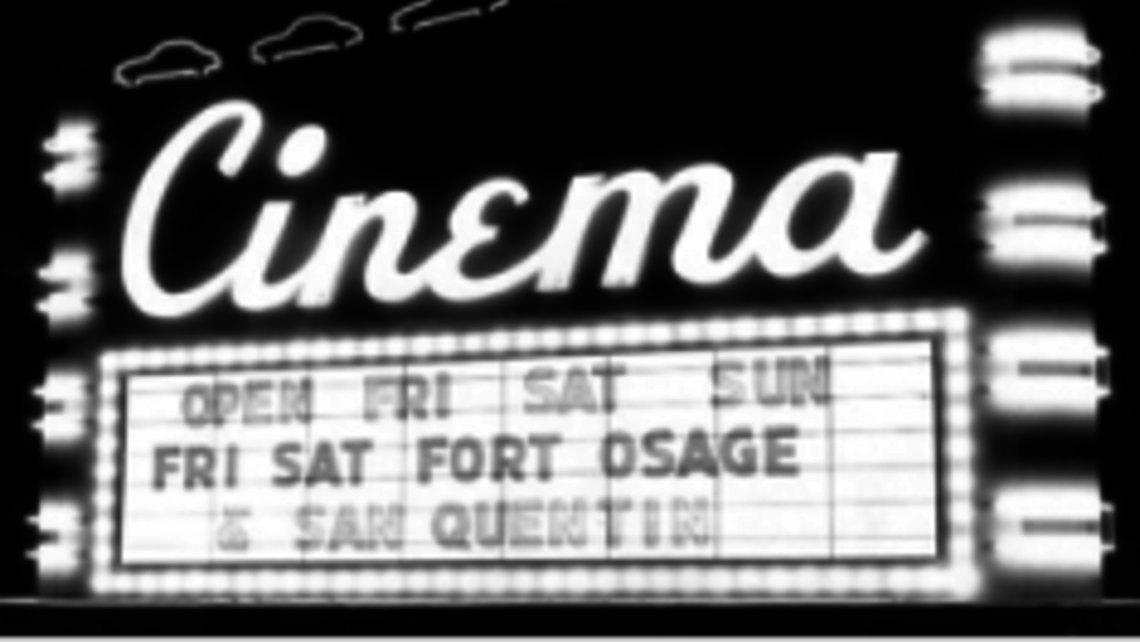 Cinema
OPEN FRI SAT SUN
FRI SAT FORT OSAGE
& SAN QUENTIN